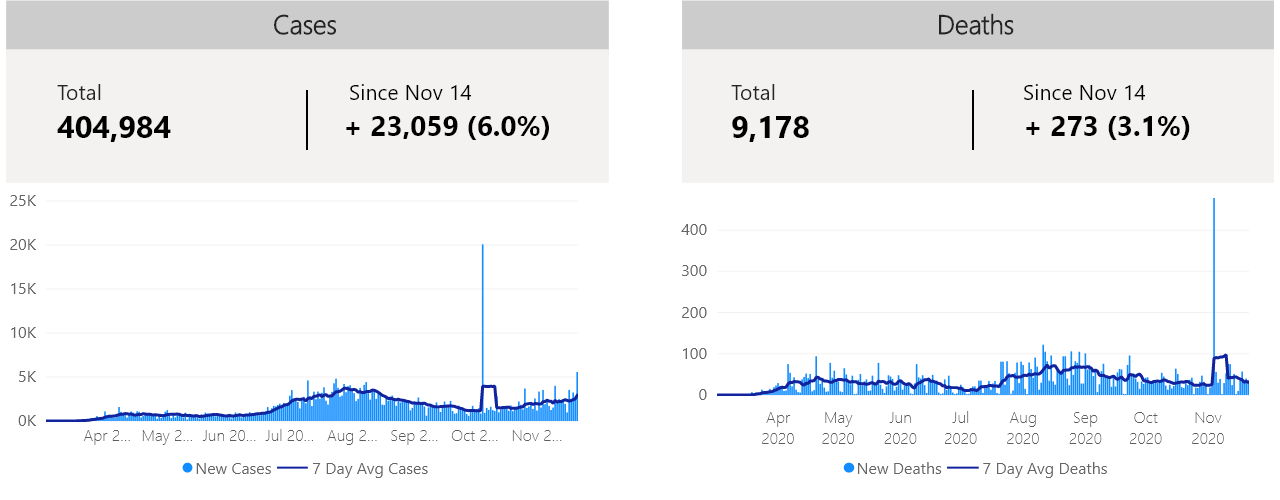 Cases
Total
404,984
Since Nov 14
+ 23,059 (6.0%)
25K
20K
15K
10K
5K
0K
Apr 2... May 2... Jun 20... Jul 20... Aug 2... Sep 2... Oct 2... Nov 2...
New Cases 7 Day Avg Cases
Deaths
Total
9,178
Since Nov 14
+ 273 (3.1%)
400
300
200
100
0
Apr May Jun Jul Aug Sep Oct Nov
2020 2020 2020 2020 2020 2020 2020 2020
New Deaths 7 Day Avg Deaths